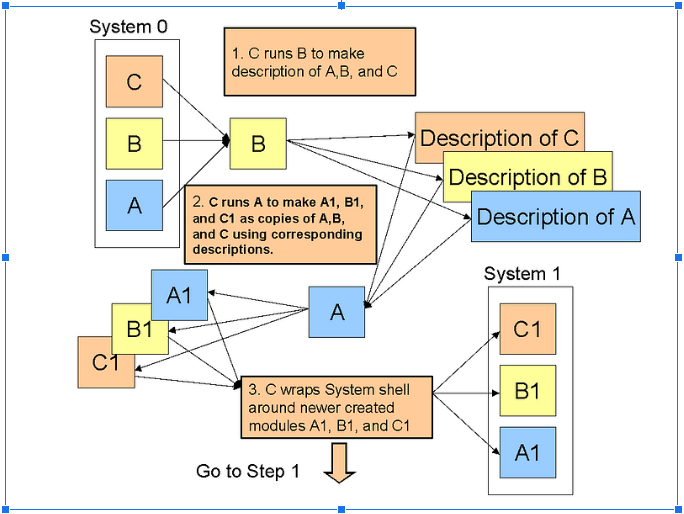 System 0
C
B
A
1. C runs B to make
description of A,B, and C
B
Description of C
Description of B
Description of A
2. C runs A to make A1, B1,
and C1 as copies of A,B,
and C using corresponding
descriptions.
A
A1
B1
C1
3. C wraps System shell
around newer created
modules A1, B1, and C1
Go to Step 1
System 1
C1
B1
A1